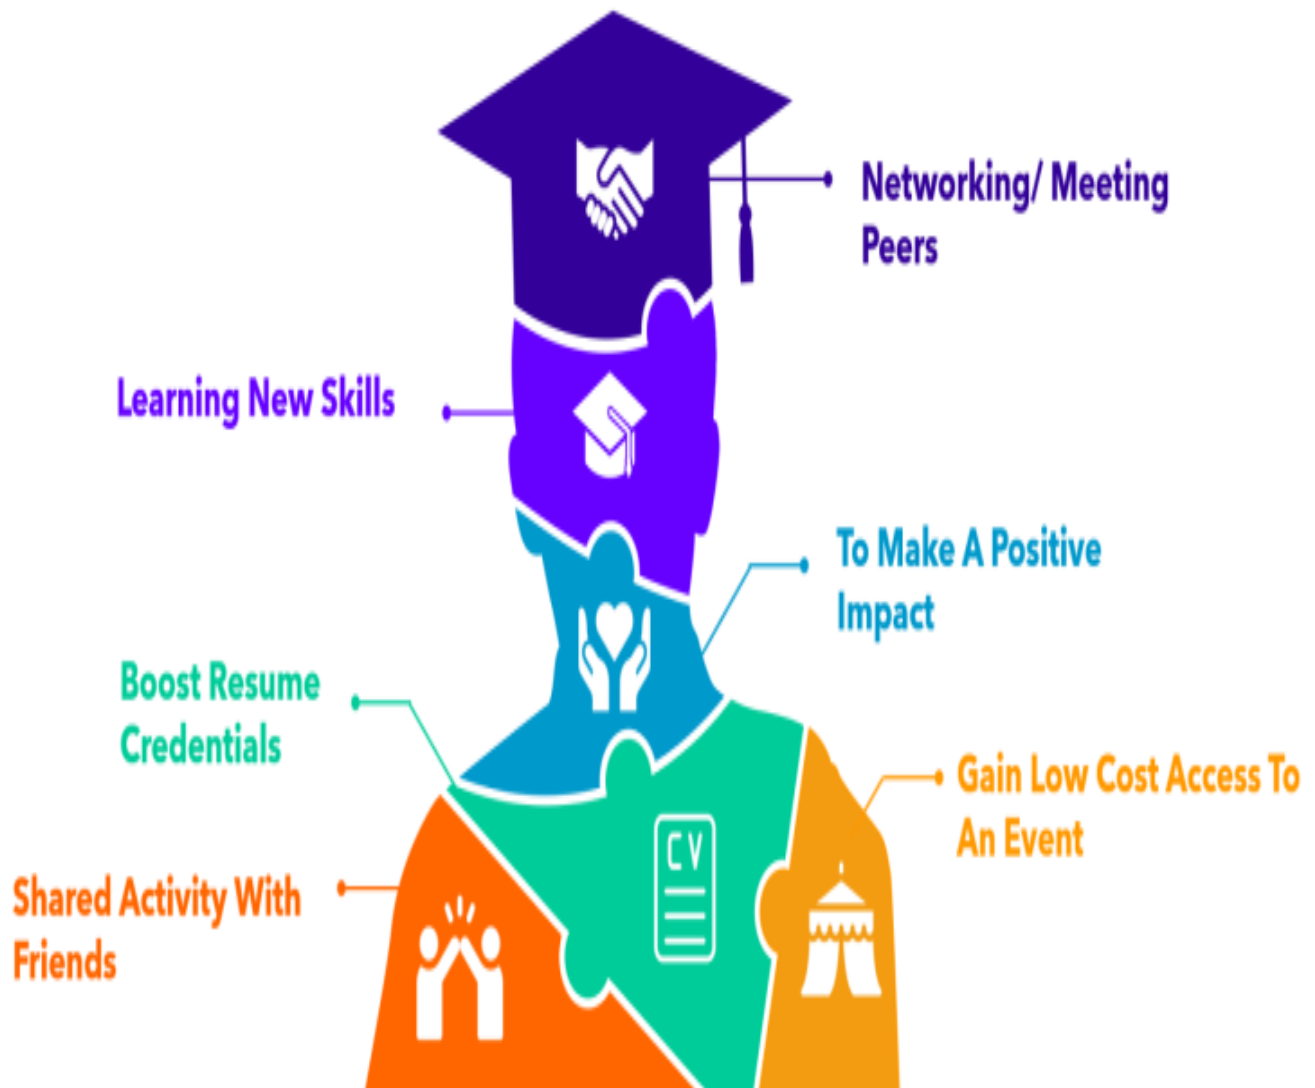 Networking/ Meeting
Peers
Learning New Skills
To Make A Positive
Impact
Boost Resume
Credentials
Gain Low Cost Access To
An Event
Shared Activity With
Friends
CV